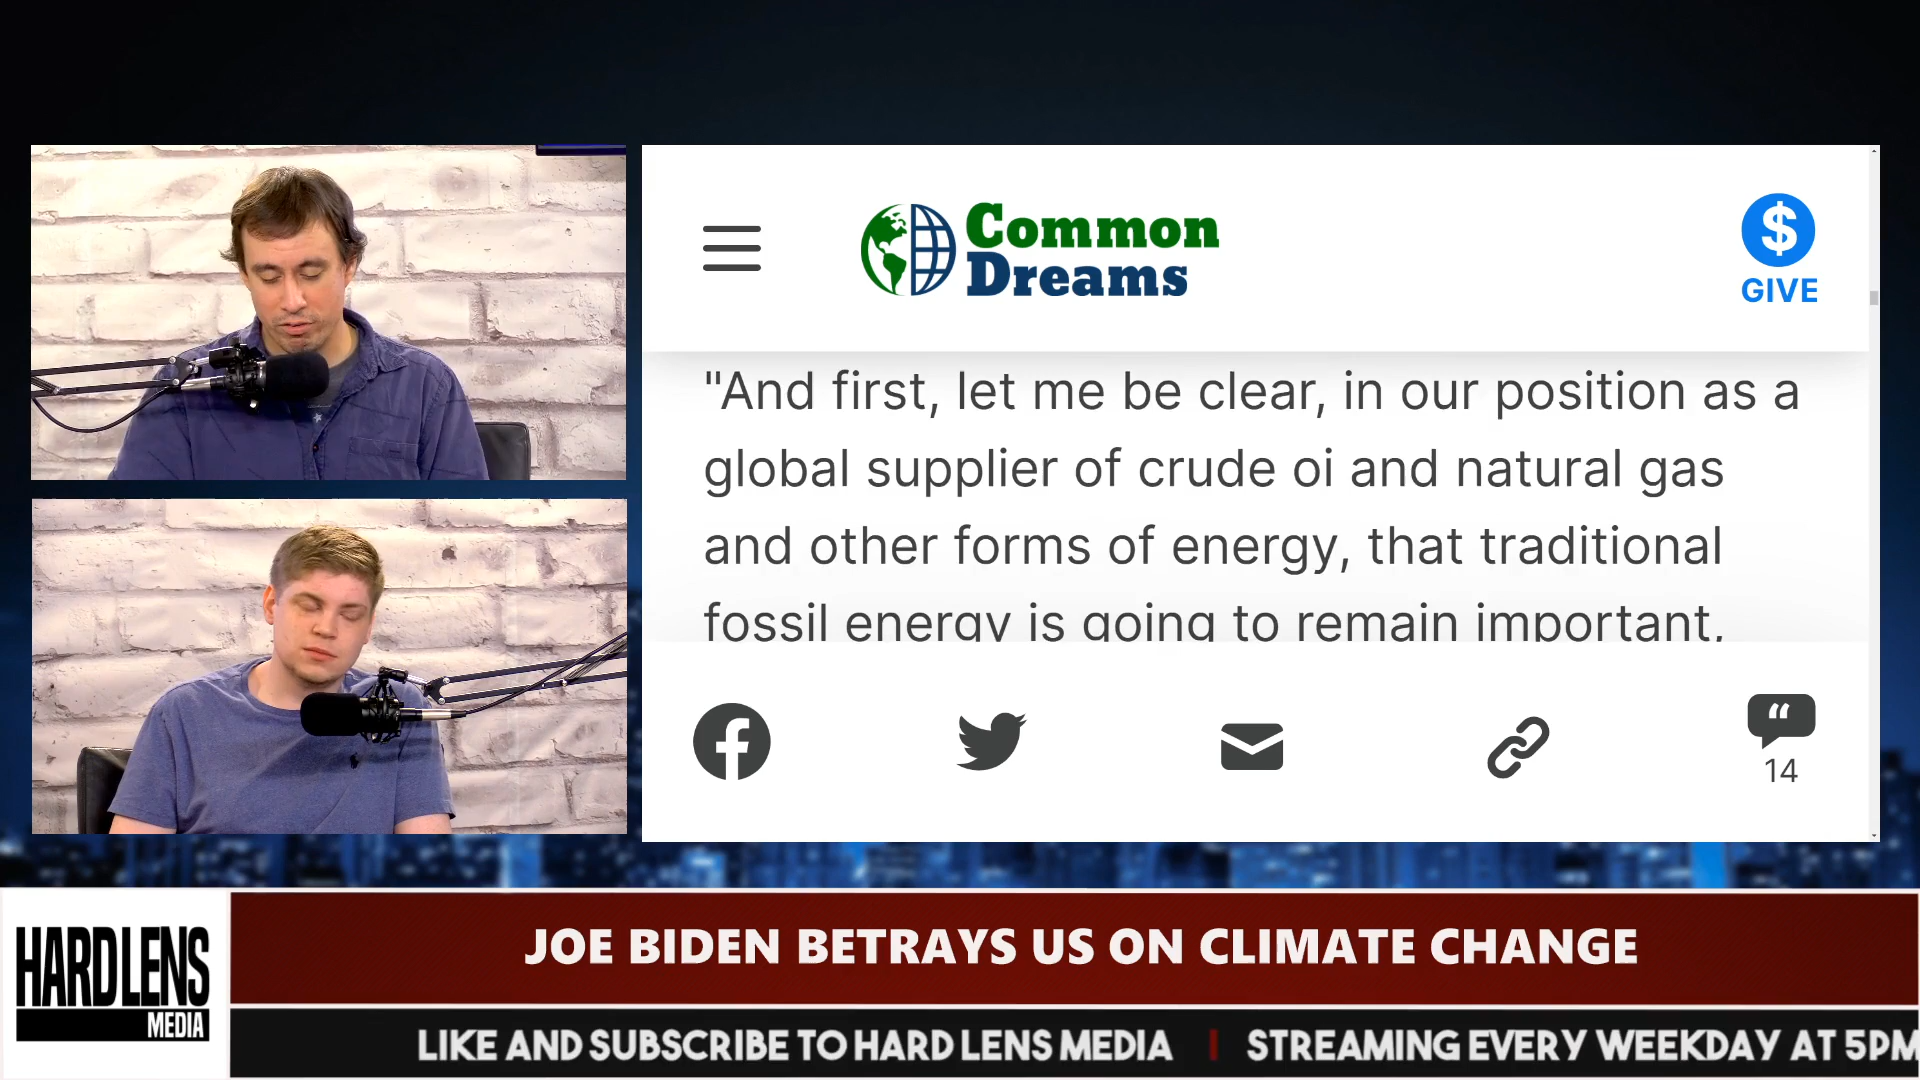 Common
Dreams
$
GIVE
"And first, let me be clear, in our position as a
global supplier of crude oi and natural gas
and other forms of energy, that traditional
fossil energy is going to remain important,
14
HARD LENS
MEDIA
JOE BIDEN BETRAYS US ON CLIMATE CHANGE
LIKE AND SUBSCRIBE TO HARD LENS MEDIA | STREAMING EVERY WEEKDAY AT 5PM